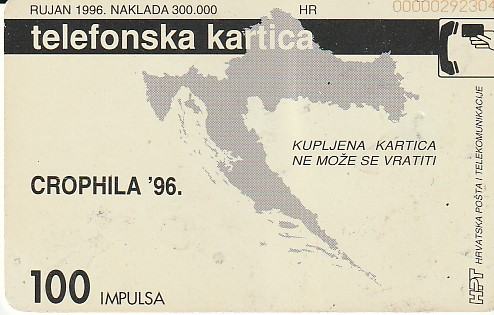 RUJAN 1996. NAKLADA 300.000 HR 00000292304
telefonska kartica
KUPLJENA KARTICA
NE MOŽE SE VRATITI
CROPHILA '96.
100 IMPULSA
HPT HRVATSKA POŠTA I TELEKOMUNIKACIJE